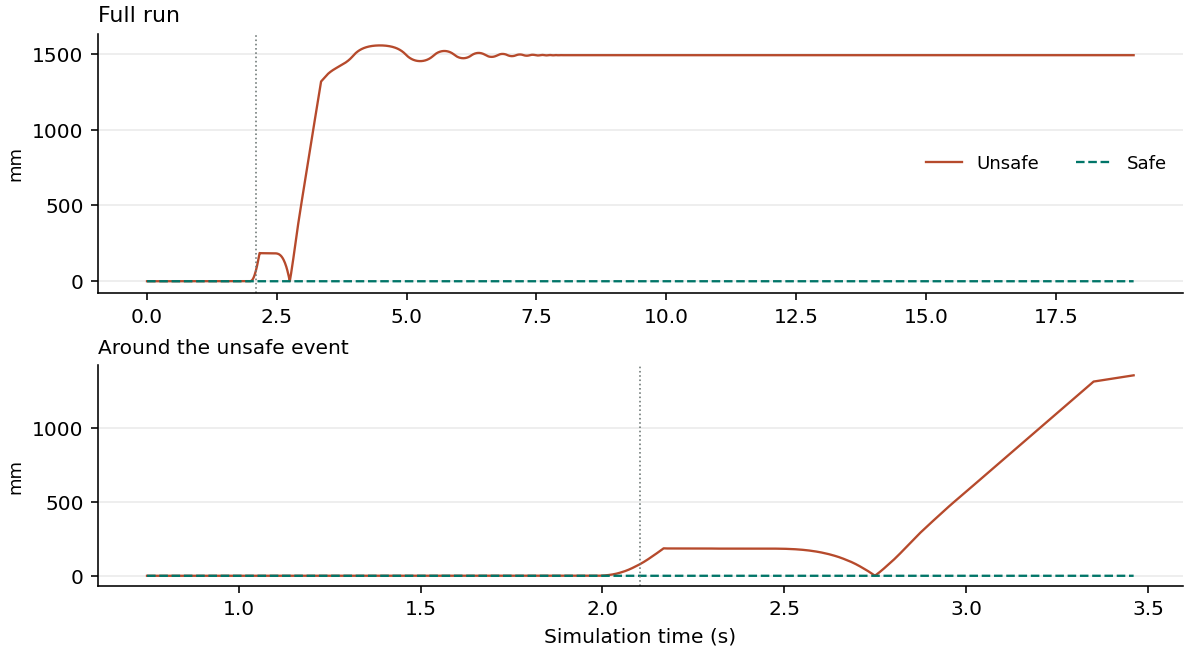 Full run
1500
1000
500
0
mm
Unsafe
Safe
0.0 2.5 5.0 7.5 10.0 12.5 15.0 17.5
Around the unsafe event
1000
500
0
mm
1.0 1.5 2.0 2.5 3.0 3.5
Simulation time (s)